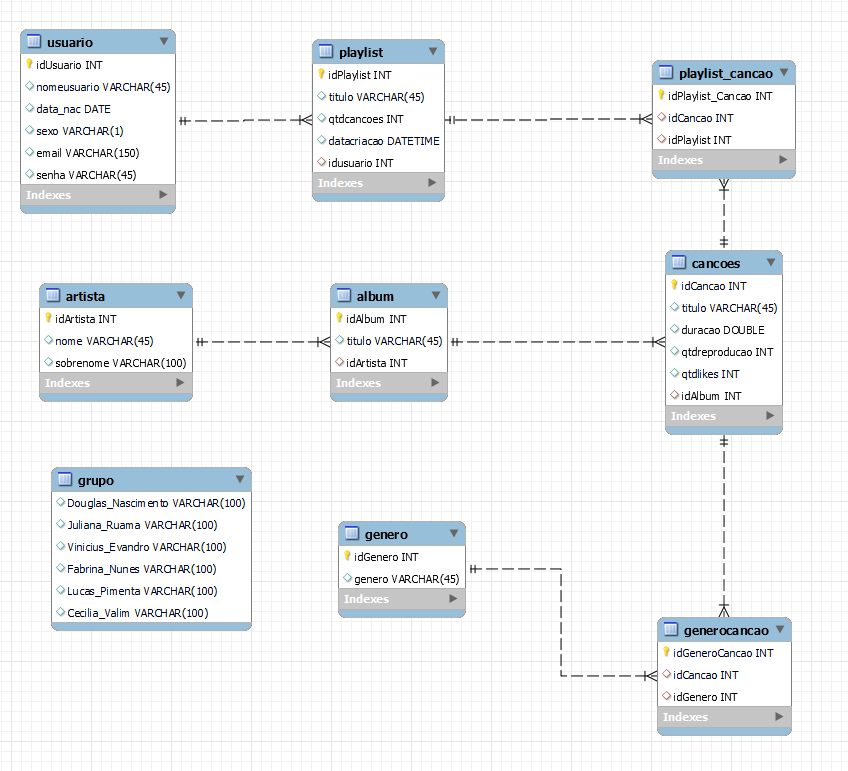 usuario
idUsuario INT
nomeusuario VARCHAR(45)
data_nac DATE
sexo VARCHAR(1)
email VARCHAR(150)
senha VARCHAR(45)
Indexes
playlist
idPlaylist INT
titulo VARCHAR(45)
qtdcancoes INT
datacriacao DATETIME
idusuario INT
Indexes
playlist_cancao
idPlaylist_Cancao INT
idCancao INT
idPlaylist INT
Indexes
artista
idArtista INT
nome VARCHAR(45)
sobrenome VARCHAR(100)
Indexes
album
idAlbum INT
titulo VARCHAR(45)
idArtista INT
Indexes
cancoes
idCancao INT
titulo VARCHAR(45)
duracao DOUBLE
qtdreproducao INT
qtdlikes INT
idAlbum INT
Indexes
grupo
Douglas_Nascimento VARCHAR(100)
Juliana_Ruama VARCHAR(100)
Vinicius_Evandro VARCHAR(100)
Fabrina_Nunes VARCHAR(100)
Lucas_Pimenta VARCHAR(100)
Cecilia_Valim VARCHAR(100)
genero
idGenero INT
genero VARCHAR(45)
Indexes
generocancao
idGeneroCancao INT
idCancao INT
idGenero INT
Indexes